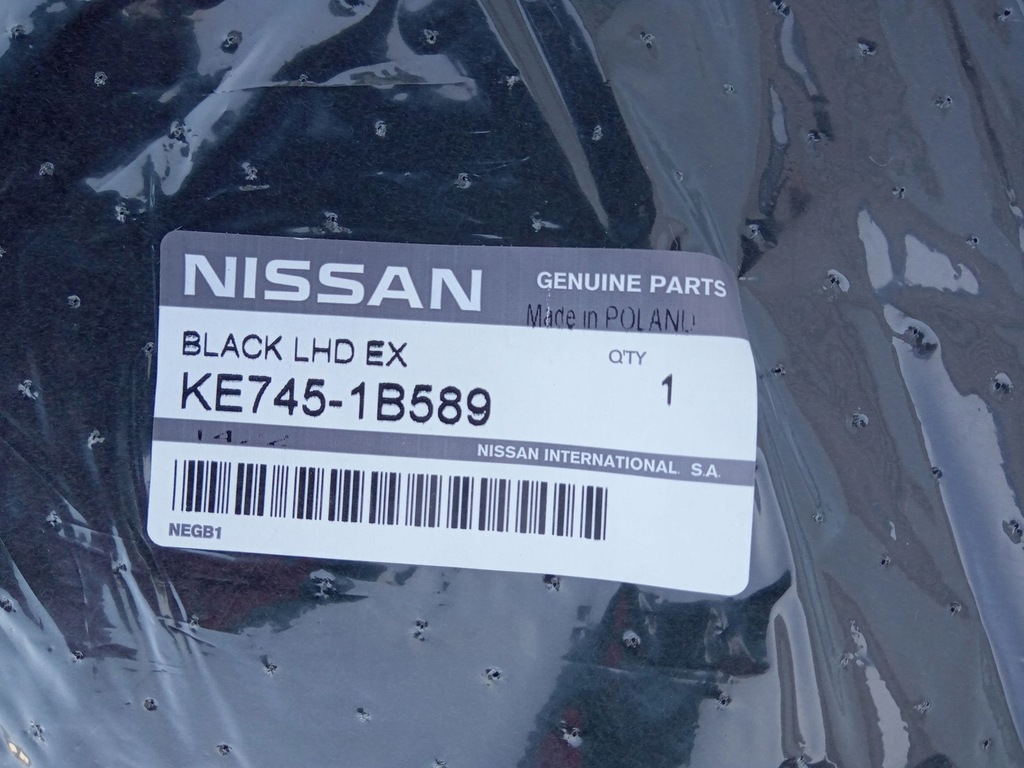 NISSAN
GENUINE PARTS
Made in POLAND
BLACK LHD EX
Q'TY
KE745-1B589
1
NISSAN INTERNATIONAL. S.A.
NEGB1